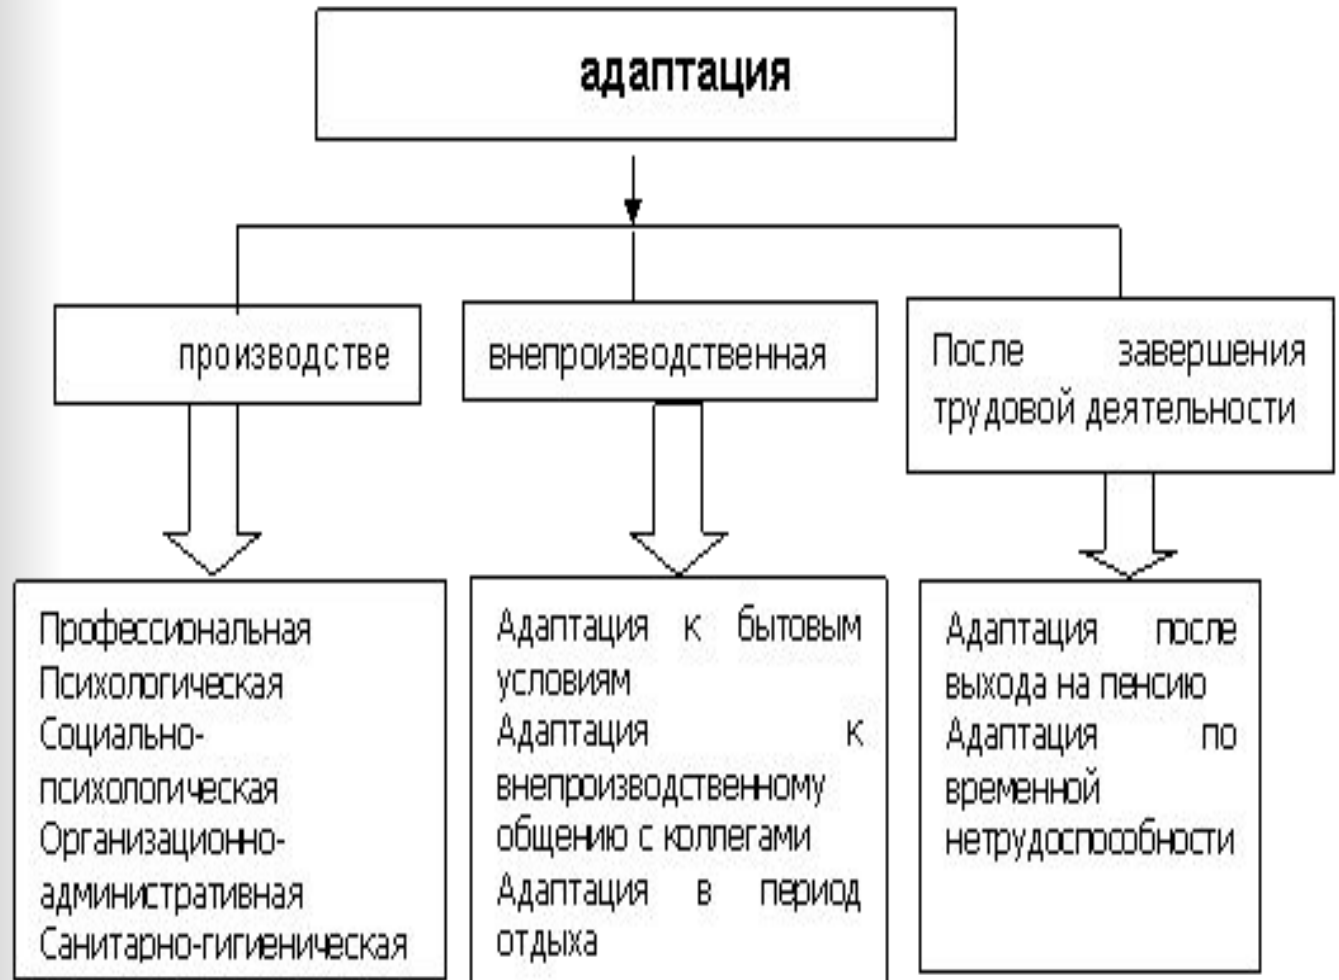 адаптация
производстве
внепроизводственная
После завершения
трудовой деятельности
Профессиональная
Психологическая
Социально-
психологическая
Организационно-
административная
Санитарно-гигиеническая
Адаптация к бытовым
условиям
Адаптация к
внепроизводственному
общению с коллегами
Адаптация в период
отдыха
Адаптация после
выхода на пенсию
Адаптация по
временной
нетрудоспособности